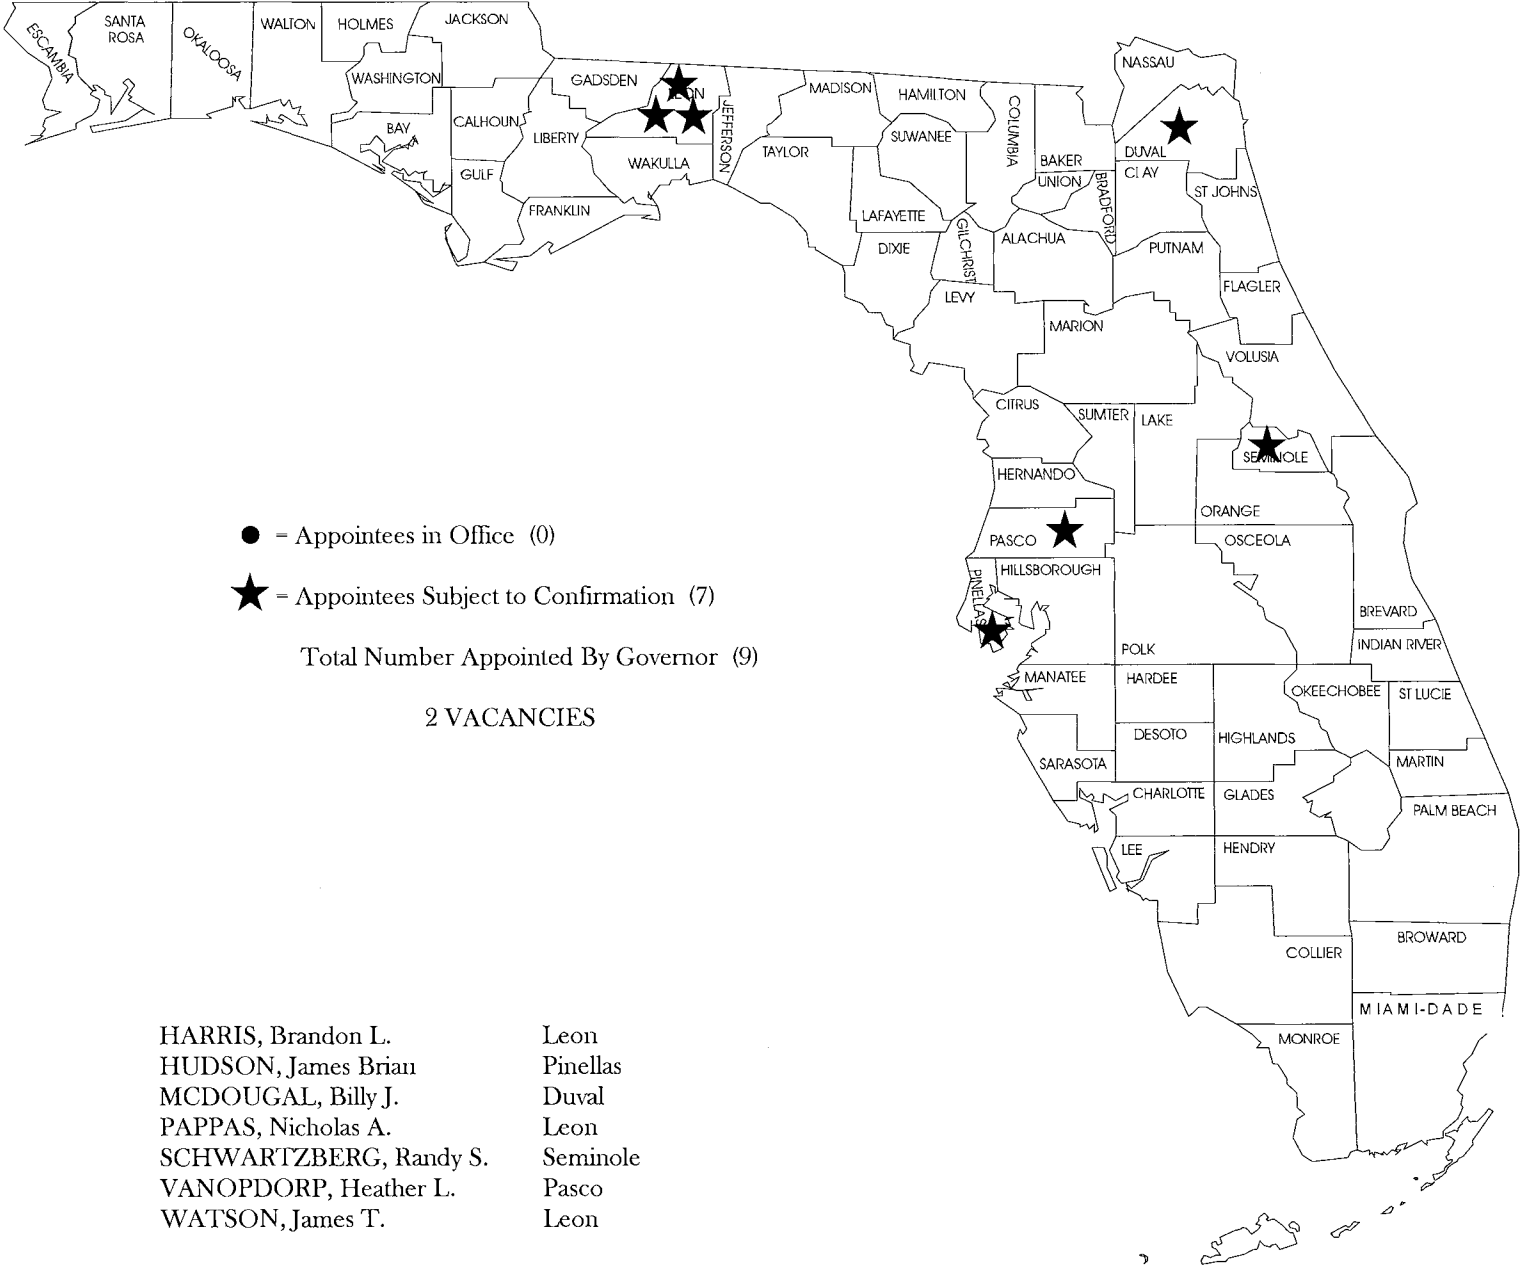 ESCAMBIA
SANTA
ROSA
OKALOOSA
WALTON
HOLMES
JACKSON
WASHINGTON
BAY
CALHOUN
GULF
LIBERTY
GADSDEN
LEON
JEFFERSON
WAKULLA
FRANKLIN
MADISON
TAYLOR
HAMILTON
SUWANEE
LAFAYETTE
DIXIE
COLUMBIA
GILCHRIST
BAKER
UNION
BRADFORD
ALACHUA
LEVY
NASSAU
DUVAL
CLAY
ST JOHNS
PUTNAM
FLAGLER
MARION
VOLUSIA
CITRUS
SUMTER
LAKE
SEMINOLE
HERNANDO
ORANGE
PASCO
OSCEOLA
PINELLAS
HILLSBOROUGH
POLK
BREVARD
INDIAN RIVER
MANATEE
HARDEE
OKEECHOBEE
ST LUCIE
DESOTO
HIGHLANDS
SARASOTA
MARTIN
CHARLOTTE
GLADES
PALM BEACH
LEE
HENDRY
COLLIER
BROWARD
MIAMI-DADE
MONROE
= Appointees in Office (0)
= Appointees Subject to Confirmation (7)
Total Number Appointed By Governor (9)
2 VACANCIES
HARRIS, Brandon L. Leon
HUDSON, James Brian Pinellas
MCDOUGAL, Billy J. Duval
PAPPAS, Nicholas A. Leon
SCHWARTZBERG, Randy S. Seminole
VANOPDORP, Heather L. Pasco
WATSON, James T. Leon